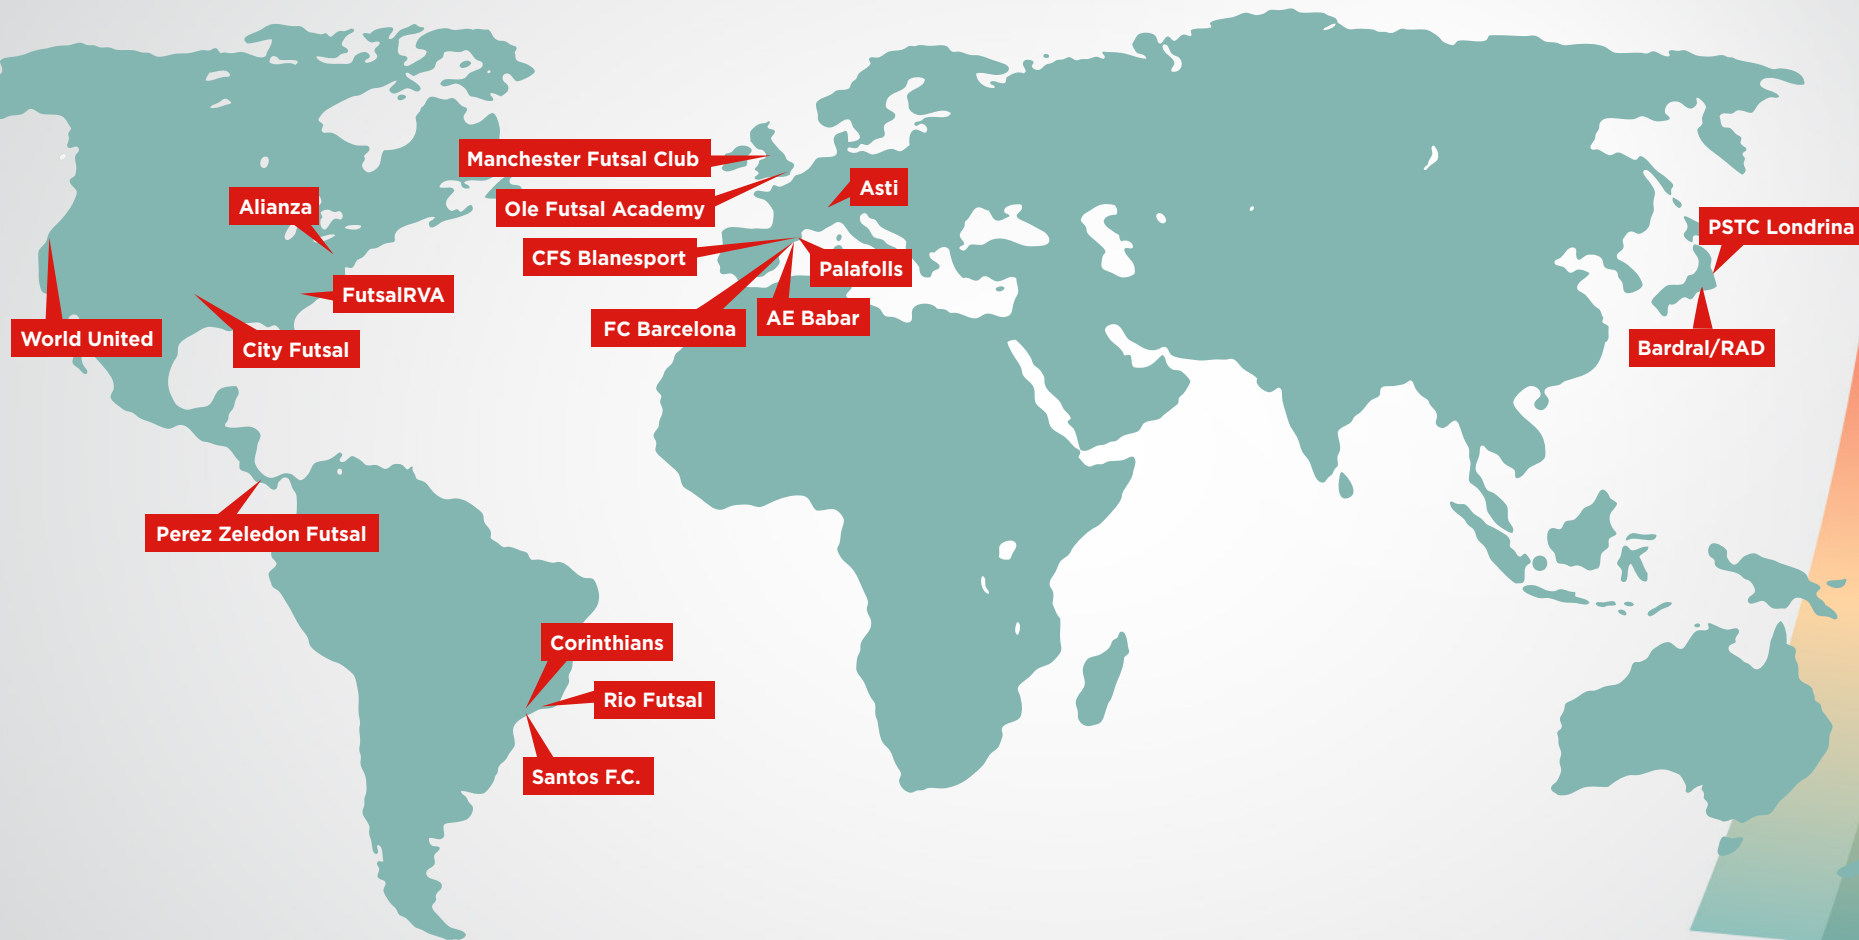 Manchester Futsal Club
Asti
Alianza
Ole Futsal Academy
PSTC Londrina
CFS Blanesport
Palafolls
FutsalRVA
AE Babar
FC Barcelona
World United
City Futsal
Bardral/RAD
Perez Zeledon Futsal
Corinthians
Rio Futsal
Santos F.C.